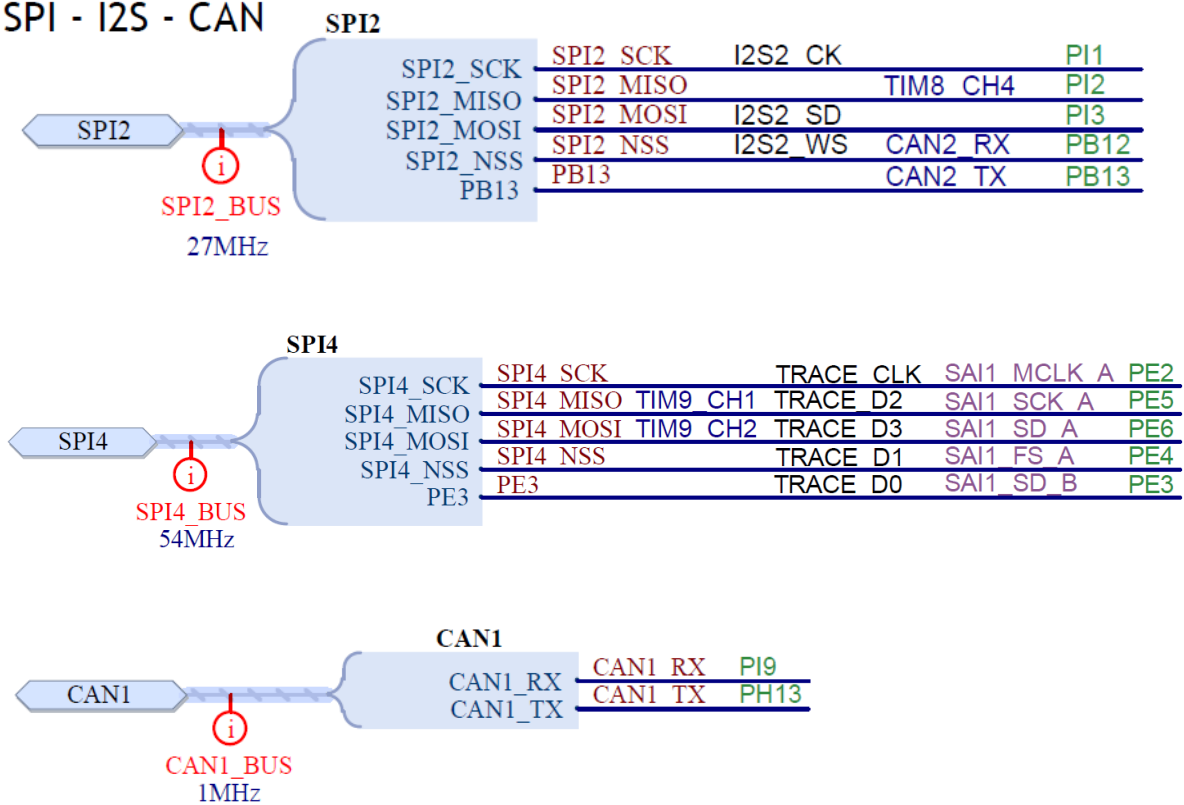 SPI - I2S - CAN
SPI2
SPI2
SPI2_BUS
27MHz
SPI2_SCK SPI2_SCK I2S2_CK PI1
SPI2_MISO SPI2_MISO TIM8_CH4 PI2
SPI2_MOSI SPI2_MOSI I2S2_SD PI3
SPI2_NSS SPI2_NSS I2S2_WS CAN2_RX PB12
PB13 PB13 CAN2_TX PB13
SPI4
SPI4
i
SPI4_BUS
54MHz
SPI4_SCK SPI4_SCK TRACE_CLK SAI1_MCLK_A PE2
SPI4_MISO SPI4_MISO TIM9_CH1 TRACE_D2 SAI1_SCK_A PE5
SPI4_MOSI SPI4_MOSI TIM9_CH2 TRACE_D3 SAI1_SD_A PE6
SPI4_NSS SPI4_NSS TRACE_D1 SAI1_FS_A PE4
PE3 PE3 TRACE_D0 SAI1_SD_B PE3
CAN1
CAN1
i
CAN1_BUS
1MHz
CAN1_RX CAN1_RX PI9
CAN1_TX CAN1_TX PH13